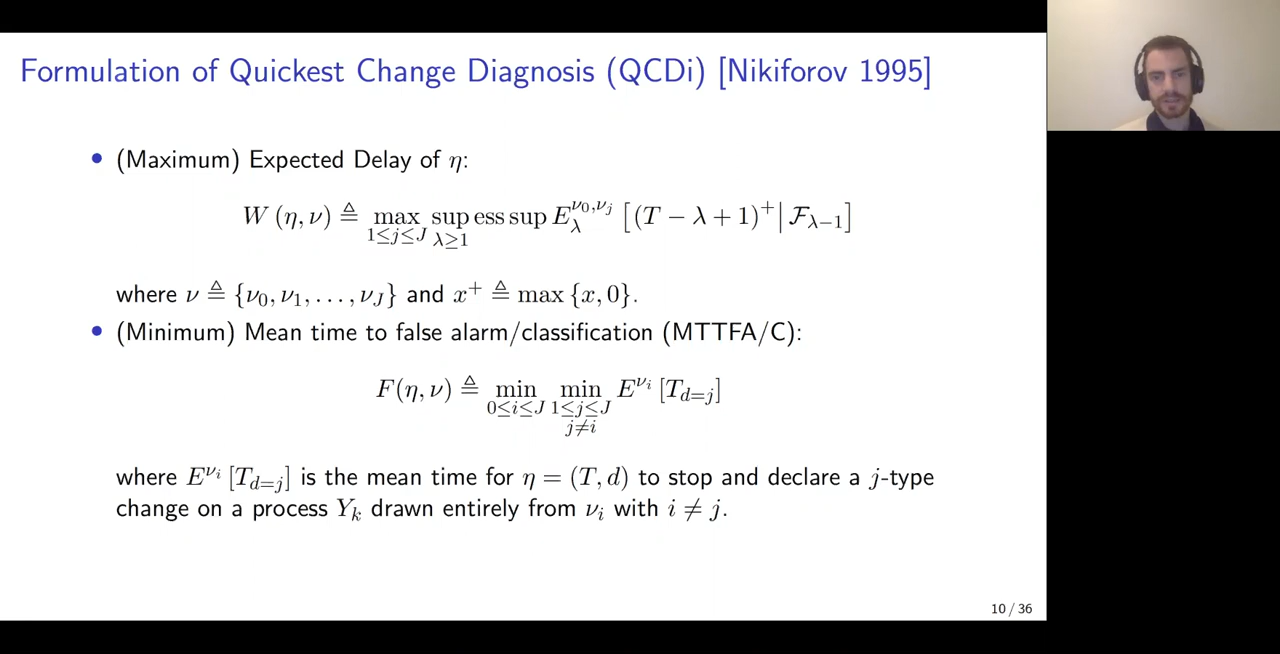 Formulation of Quickest Change Diagnosis (QCDi) [Nikiforov 1995]
• (Maximum) Expected Delay of η:
W (η, ν) ≜ max_{1≤j≤J} sup_{λ≥1} ess sup E_λ^{ν_0,ν_j} [(T − λ + 1)^+ | F_{λ−1}]
where ν ≜ {ν_0, ν_1, . . . , ν_J} and x^+ ≜ max {x, 0}.
• (Minimum) Mean time to false alarm/classification (MTTFA/C):
F(η, ν) ≜ min_{0≤i≤J} min_{1≤j≤J, j≠i} E^{ν_i} [T_{d=j}]
where E^{ν_i} [T_{d=j}] is the mean time for η = (T, d) to stop and declare a j-type
change on a process Y_k drawn entirely from ν_i with i ≠ j.
10 / 36